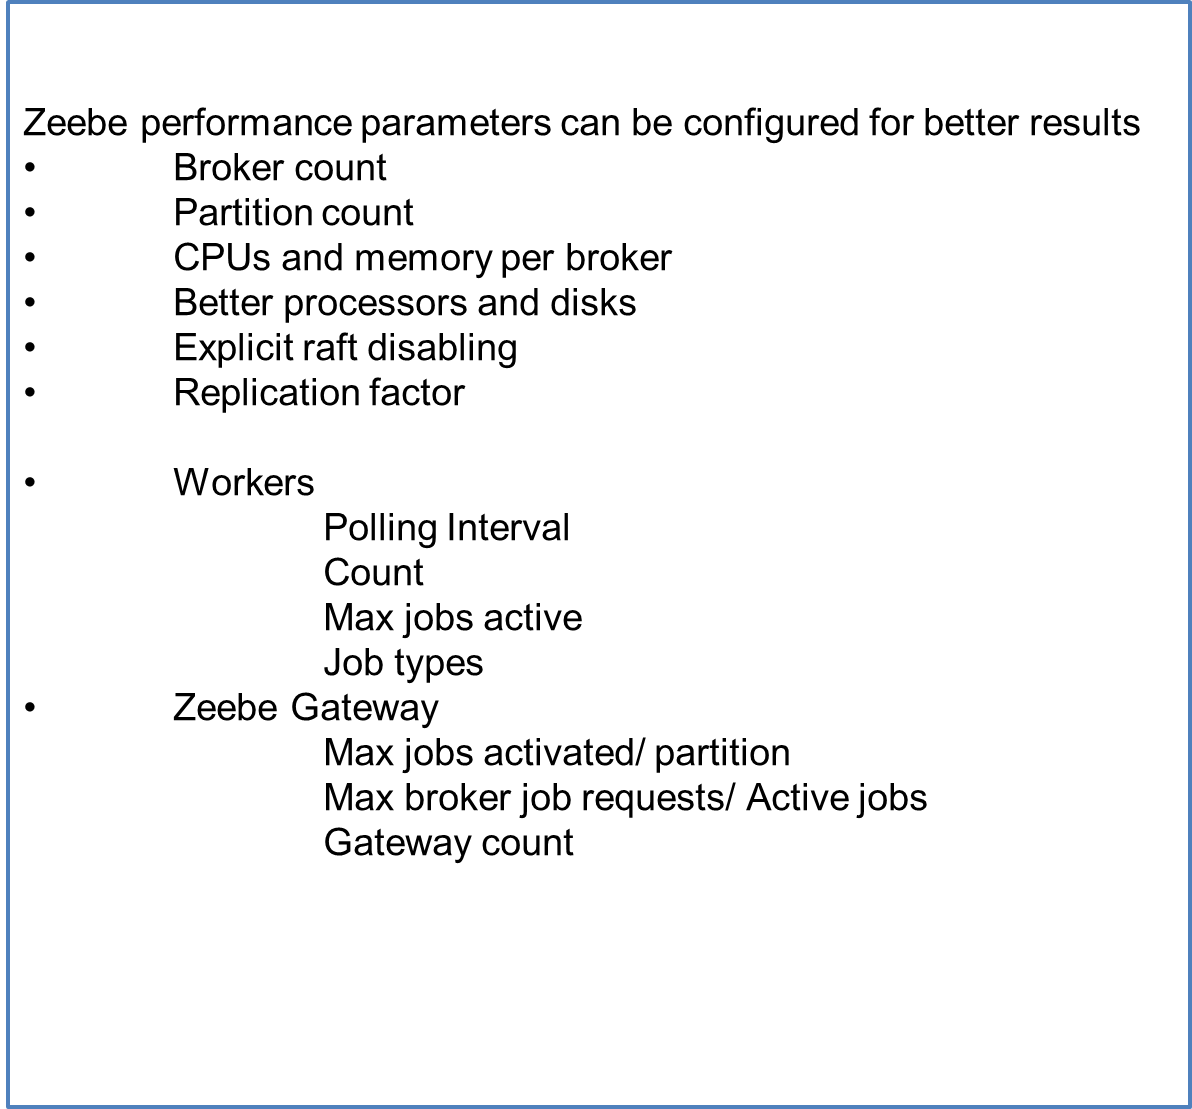 Zeebe performance parameters can be configured for better results
• Broker count
• Partition count
• CPUs and memory per broker
• Better processors and disks
• Explicit raft disabling
• Replication factor
• Workers
Polling Interval
Count
Max jobs active
Job types
• Zeebe Gateway
Max jobs activated/ partition
Max broker job requests/ Active jobs
Gateway count